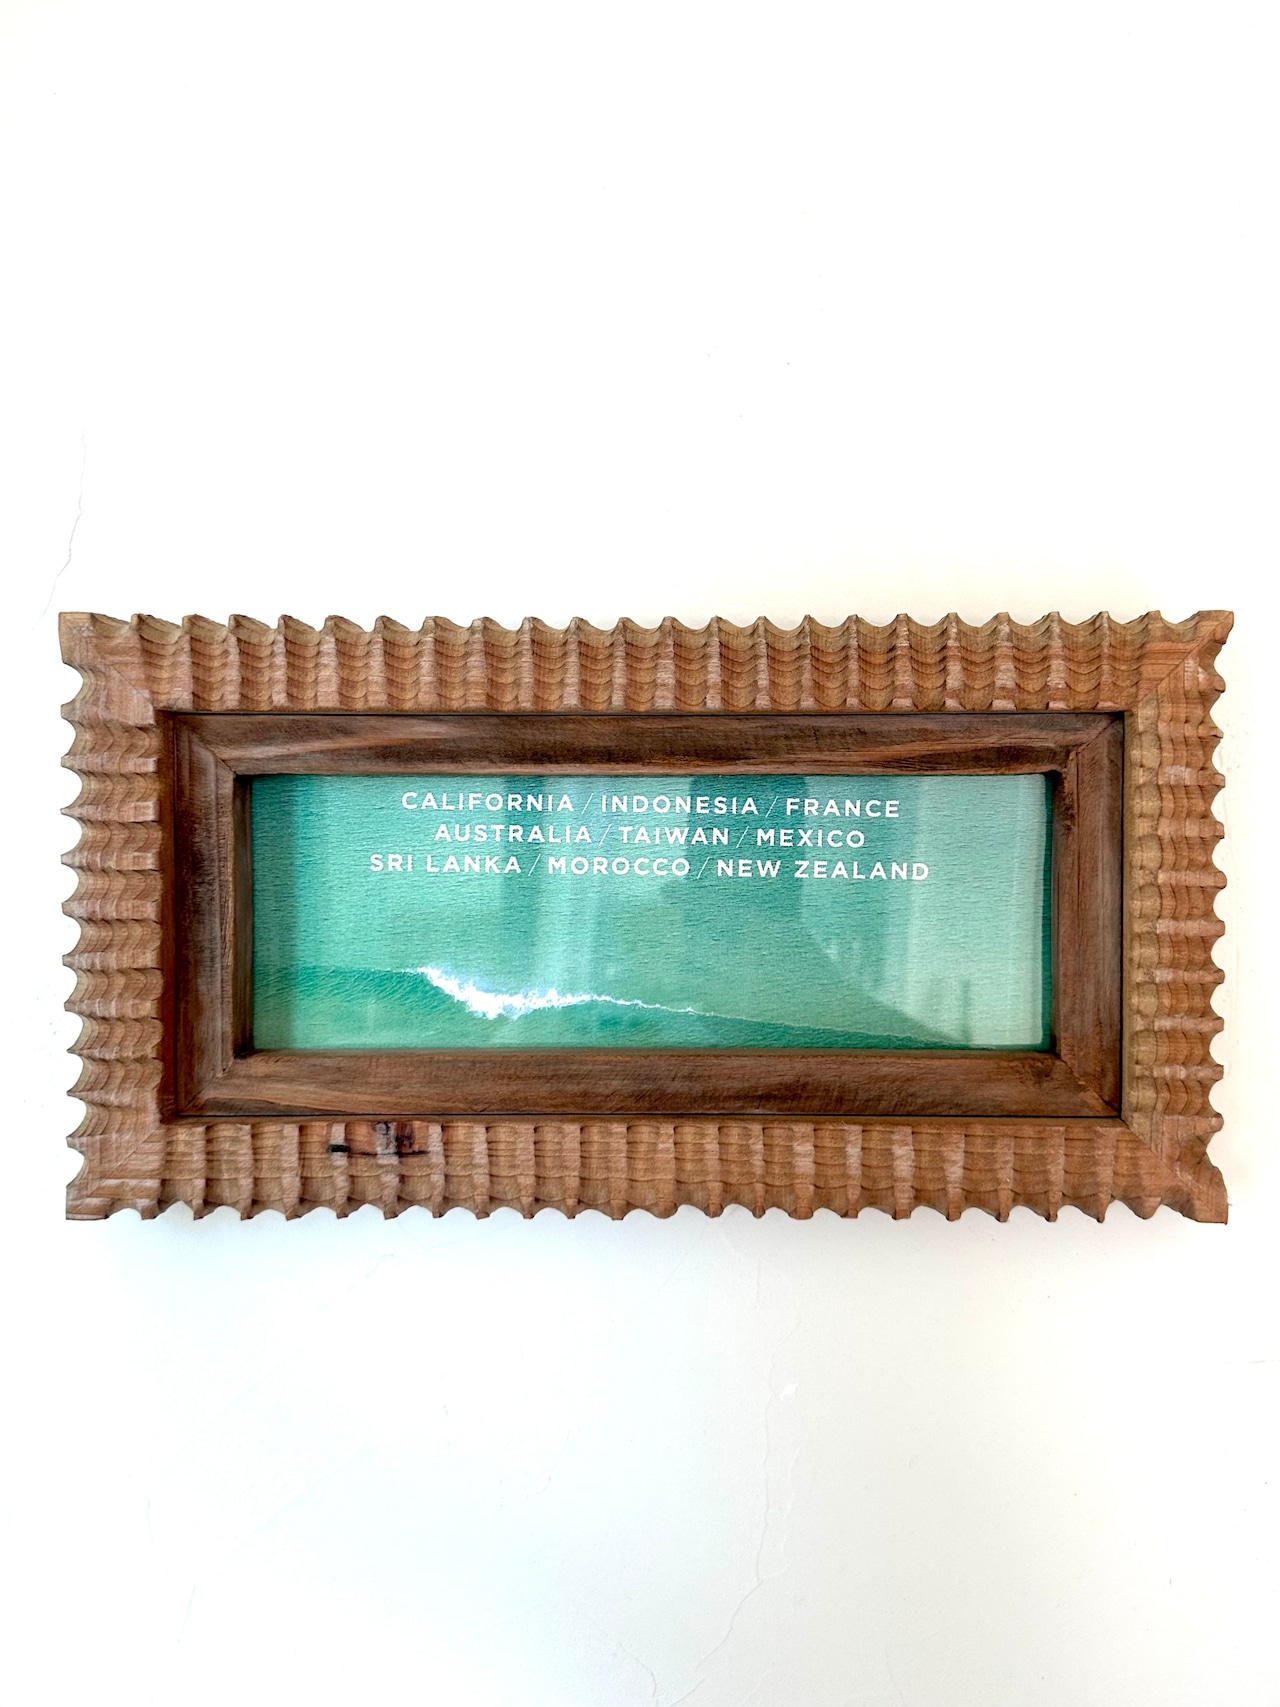 CALIFORNIA / INDONESIA / FRANCE
AUSTRALIA / TAIWAN / MEXICO
SRI LANKA / MOROCCO / NEW ZEALAND